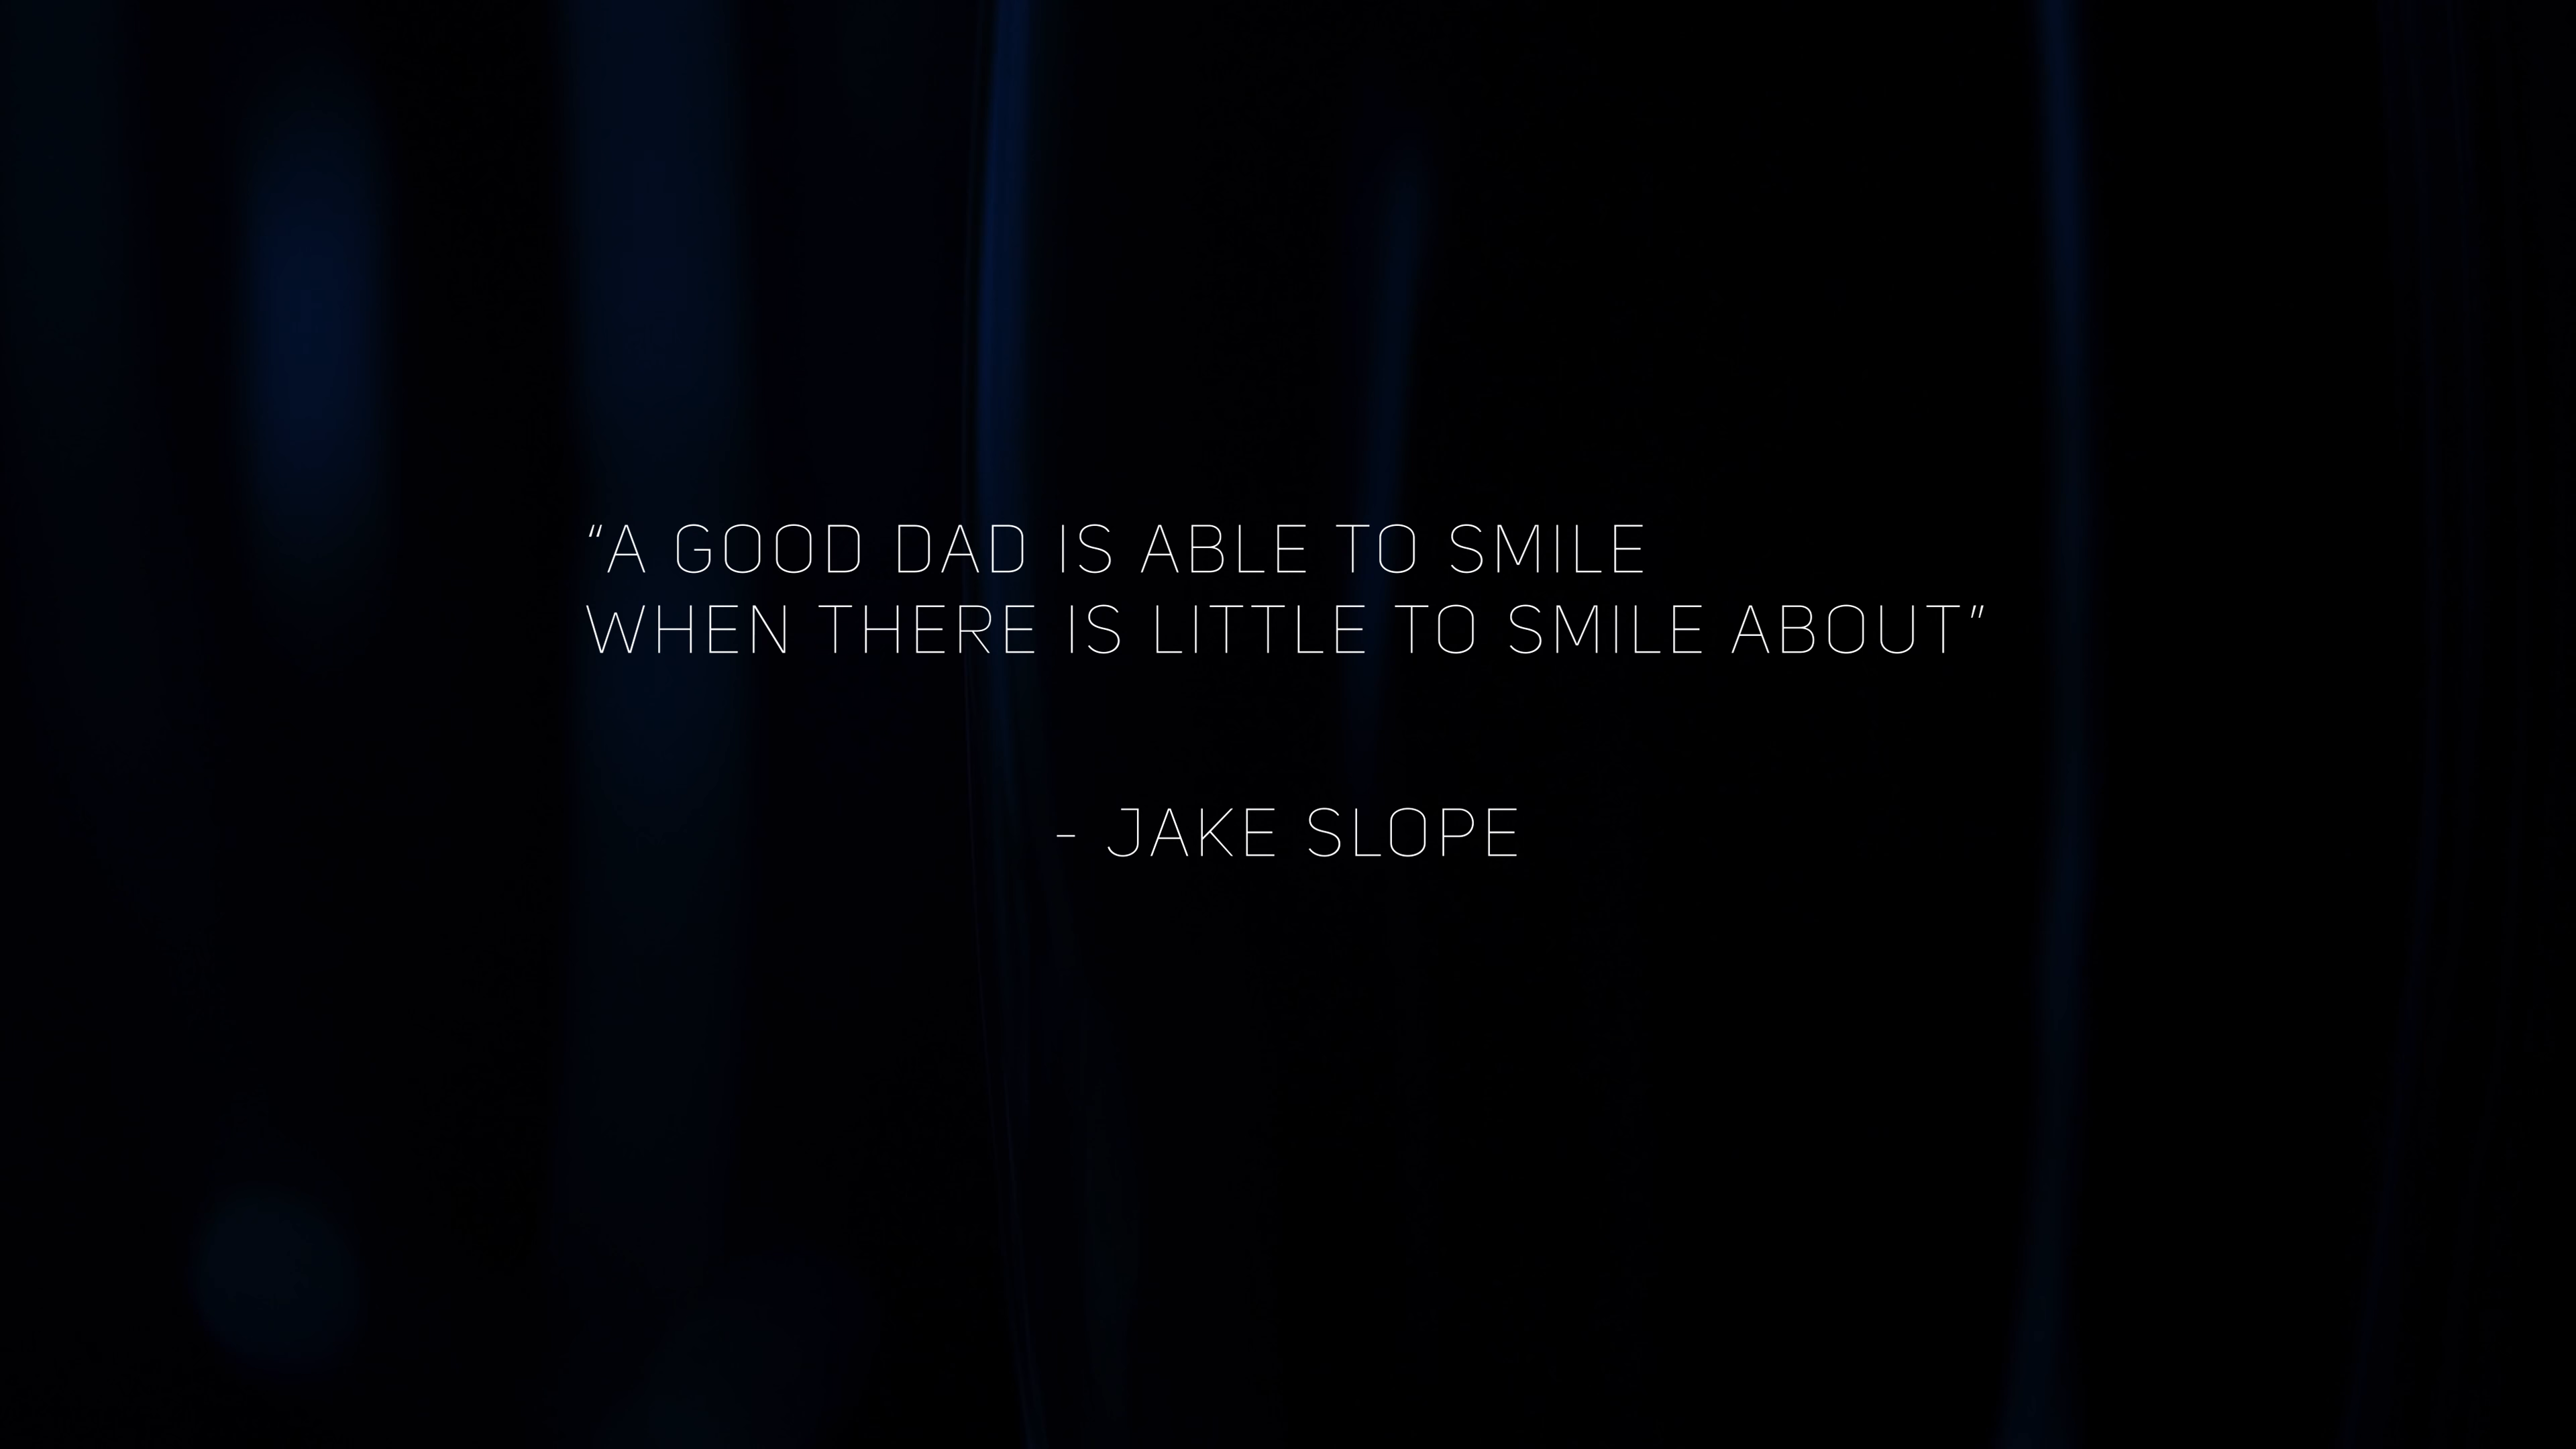 “A GOOD DAD IS ABLE TO SMILE
WHEN THERE IS LITTLE TO SMILE ABOUT”
- JAKE SLOPE